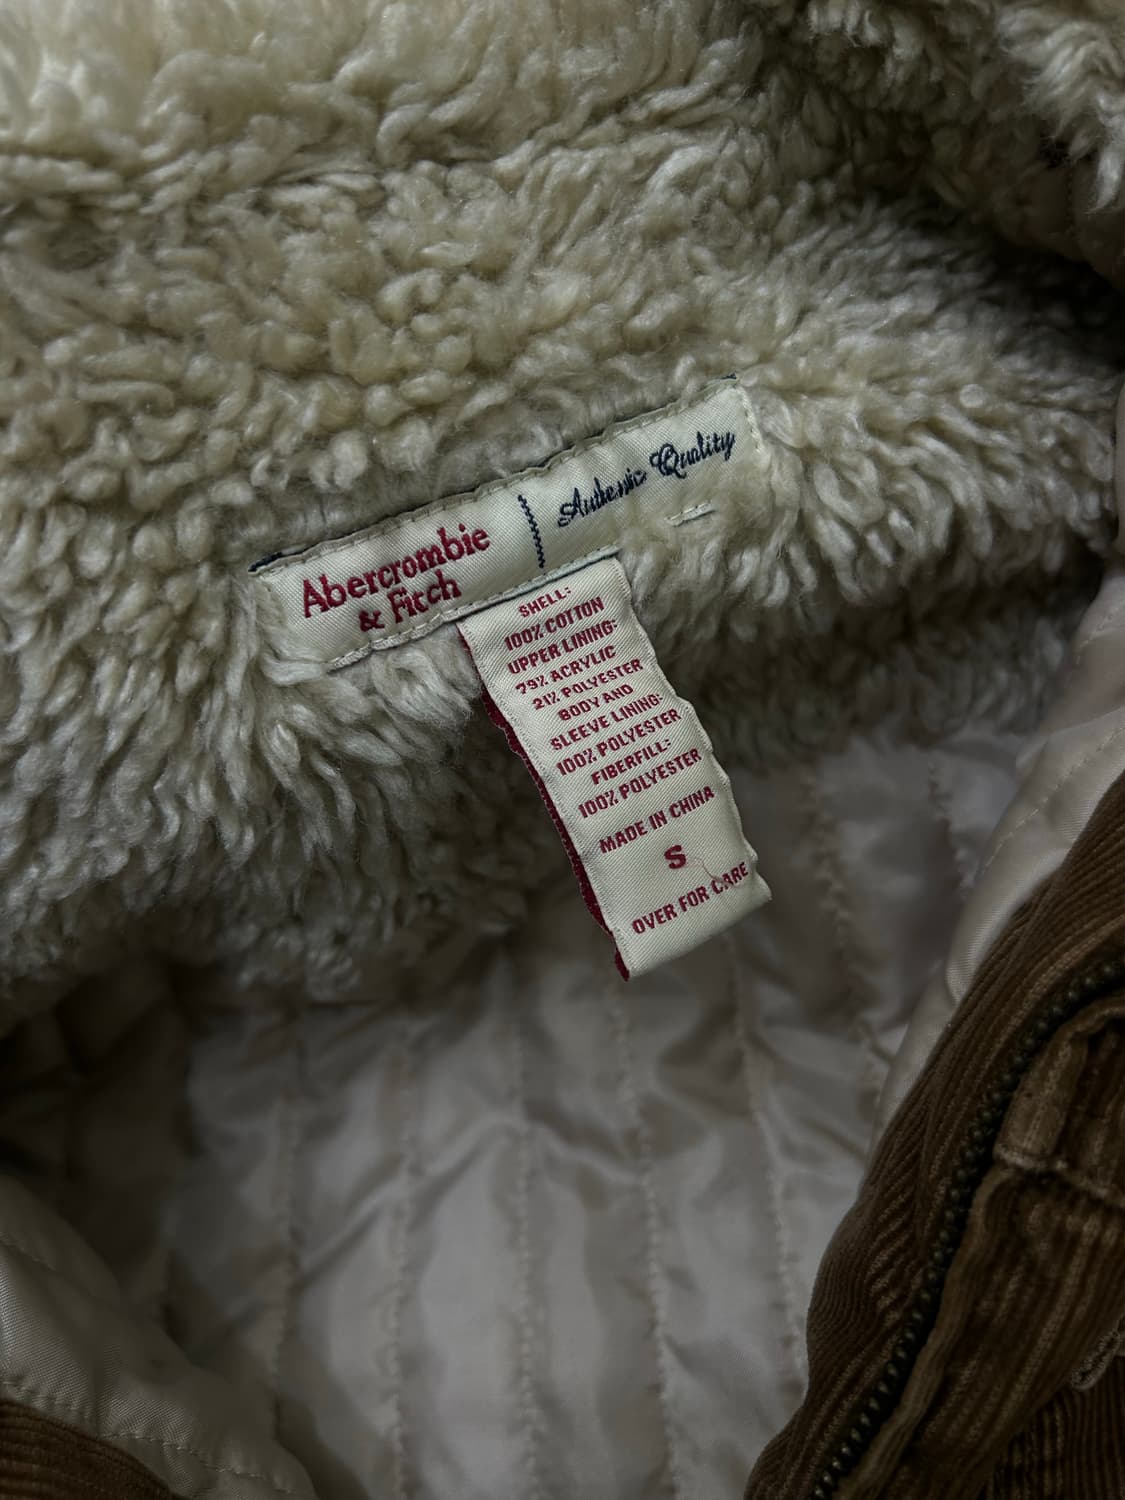 Abercrombie
& Fitch
Authentic Quality
SHELL:
100% COTTON
UPPER LINING:
79% ACRYLIC
21% POLYESTER
BODY AND
SLEEVE LINING:
100% POLYESTER
FIBERFILL:
100% POLYESTER
MADE IN CHINA
S
OVER FOR CARE